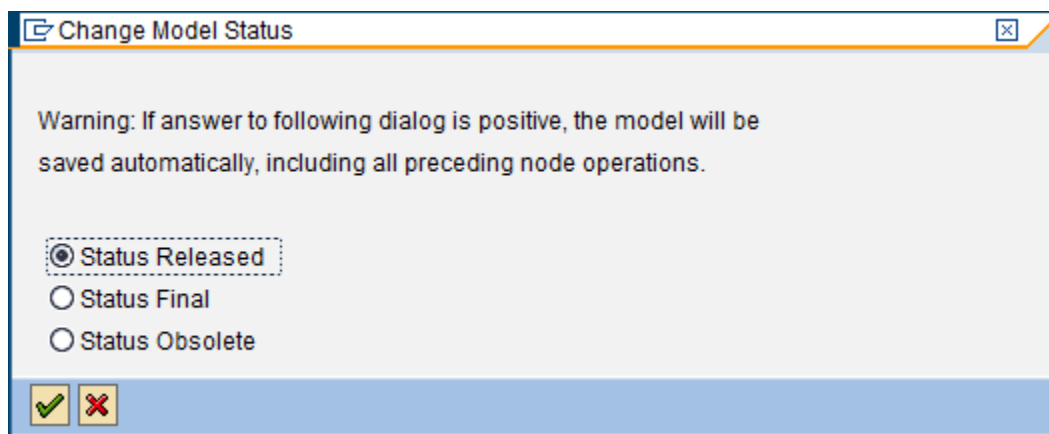 Change Model Status
Warning: If answer to following dialog is positive, the model will be
saved automatically, including all preceding node operations.
Status Released
Status Final
Status Obsolete